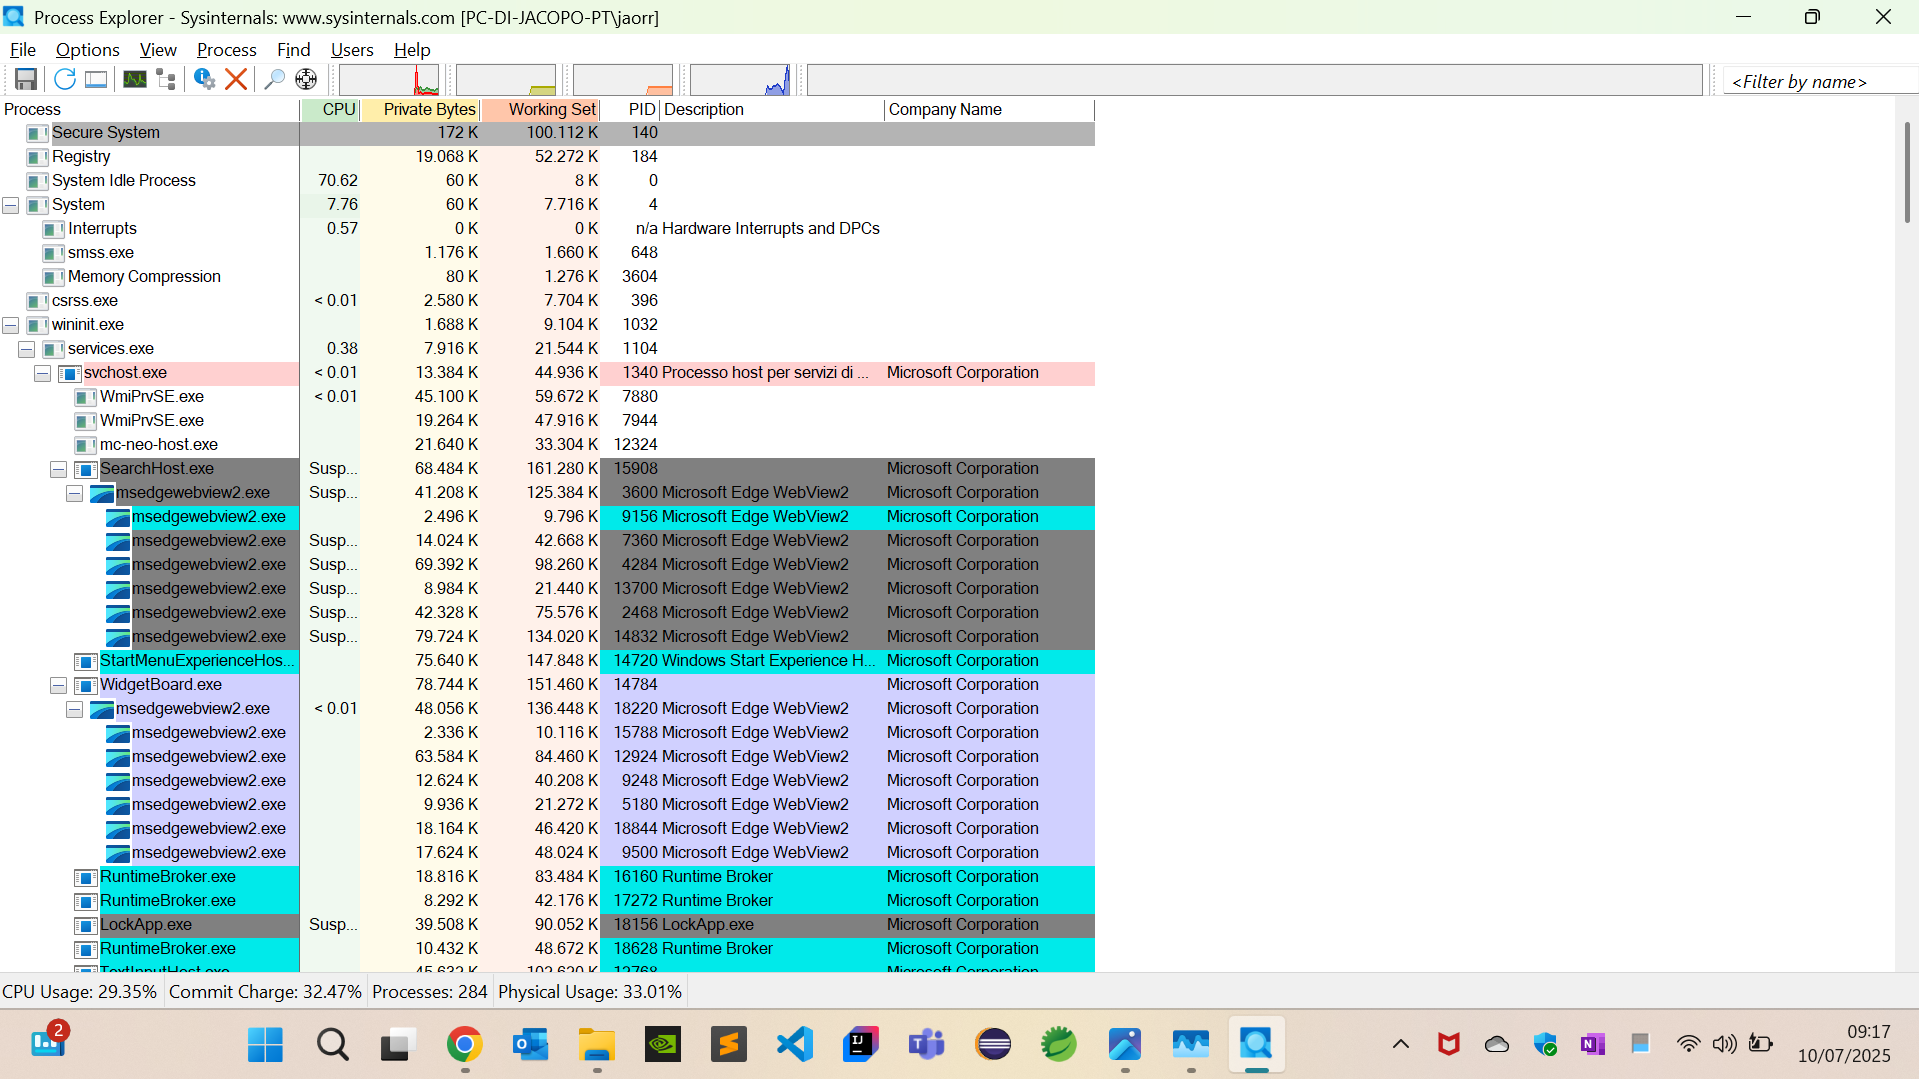 Process Explorer - Sysinternals: www.sysinternals.com [PC-DI-JACOPO-PT\jaorr]
File Options View Process Find Users Help
<Filter by name>
Process CPU Private Bytes Working Set PID Description Company Name
Secure System 172 K 100.112 K 140
Registry 19.068 K 52.272 K 184
System Idle Process 70.62 60 K 8 K 0
System 7.76 60 K 7.716 K 4
Interrupts 0.57 0 K 0 K n/a Hardware Interrupts and DPCs
smss.exe 1.176 K 1.660 K 648
Memory Compression 80 K 1.276 K 3604
csrss.exe < 0.01 2.580 K 7.704 K 396
wininit.exe 1.688 K 9.104 K 1032
services.exe 0.38 7.916 K 21.544 K 1104
svchost.exe < 0.01 13.384 K 44.936 K 1340 Processo host per servizi di ... Microsoft Corporation
WmiPrvSE.exe < 0.01 45.100 K 59.672 K 7880
WmiPrvSE.exe 19.264 K 47.916 K 7944
mc-neo-host.exe 21.640 K 33.304 K 12324
SearchHost.exe Susp... 68.484 K 161.280 K 15908 Microsoft Corporation
msedgewebview2.exe Susp... 41.208 K 125.384 K 3600 Microsoft Edge WebView2 Microsoft Corporation
msedgewebview2.exe 2.496 K 9.796 K 9156 Microsoft Edge WebView2 Microsoft Corporation
msedgewebview2.exe Susp... 14.024 K 42.668 K 7360 Microsoft Edge WebView2 Microsoft Corporation
msedgewebview2.exe Susp... 69.392 K 98.260 K 4284 Microsoft Edge WebView2 Microsoft Corporation
msedgewebview2.exe Susp... 8.984 K 21.440 K 13700 Microsoft Edge WebView2 Microsoft Corporation
msedgewebview2.exe Susp... 42.328 K 75.576 K 2468 Microsoft Edge WebView2 Microsoft Corporation
msedgewebview2.exe Susp... 79.724 K 134.020 K 14832 Microsoft Edge WebView2 Microsoft Corporation
StartMenuExperienceHos... 75.640 K 147.848 K 14720 Windows Start Experience H... Microsoft Corporation
WidgetBoard.exe 78.744 K 151.460 K 14784 Microsoft Corporation
msedgewebview2.exe < 0.01 48.056 K 136.448 K 18220 Microsoft Edge WebView2 Microsoft Corporation
msedgewebview2.exe 2.336 K 10.116 K 15788 Microsoft Edge WebView2 Microsoft Corporation
msedgewebview2.exe 63.584 K 84.460 K 12924 Microsoft Edge WebView2 Microsoft Corporation
msedgewebview2.exe 12.624 K 40.208 K 9248 Microsoft Edge WebView2 Microsoft Corporation
msedgewebview2.exe 9.936 K 21.272 K 5180 Microsoft Edge WebView2 Microsoft Corporation
msedgewebview2.exe 18.164 K 46.420 K 18844 Microsoft Edge WebView2 Microsoft Corporation
msedgewebview2.exe 17.624 K 48.024 K 9500 Microsoft Edge WebView2 Microsoft Corporation
RuntimeBroker.exe 18.816 K 83.484 K 16160 Runtime Broker Microsoft Corporation
RuntimeBroker.exe 8.292 K 42.176 K 17272 Runtime Broker Microsoft Corporation
LockApp.exe Susp... 39.508 K 90.052 K 18156 LockApp.exe Microsoft Corporation
RuntimeBroker.exe 10.432 K 48.672 K 18628 Runtime Broker Microsoft Corporation
TextInputHost.exe 45.632 K 102.620 K 12768 Microsoft Corporation
CPU Usage: 29.35% Commit Charge: 32.47% Processes: 284 Physical Usage: 33.01%
2
09:17
10/07/2025